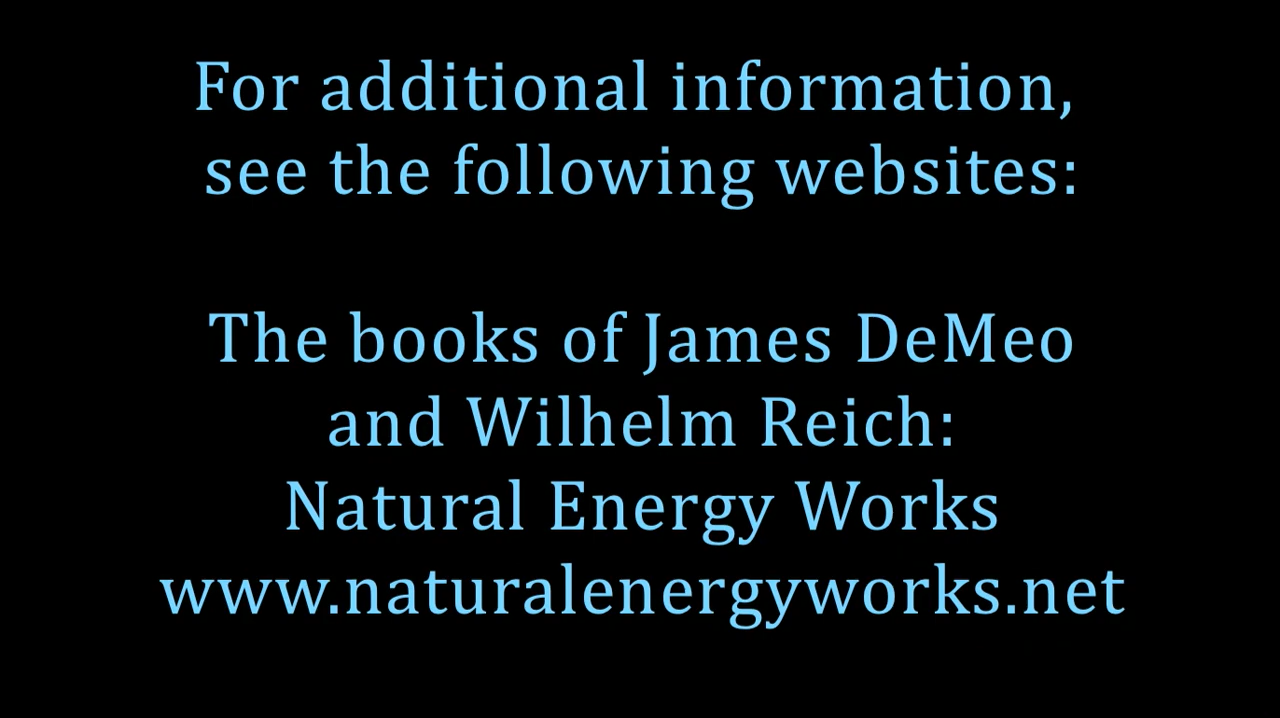 For additional information,
see the following websites:
The books of James DeMeo
and Wilhelm Reich:
Natural Energy Works
www.naturalenergyworks.net